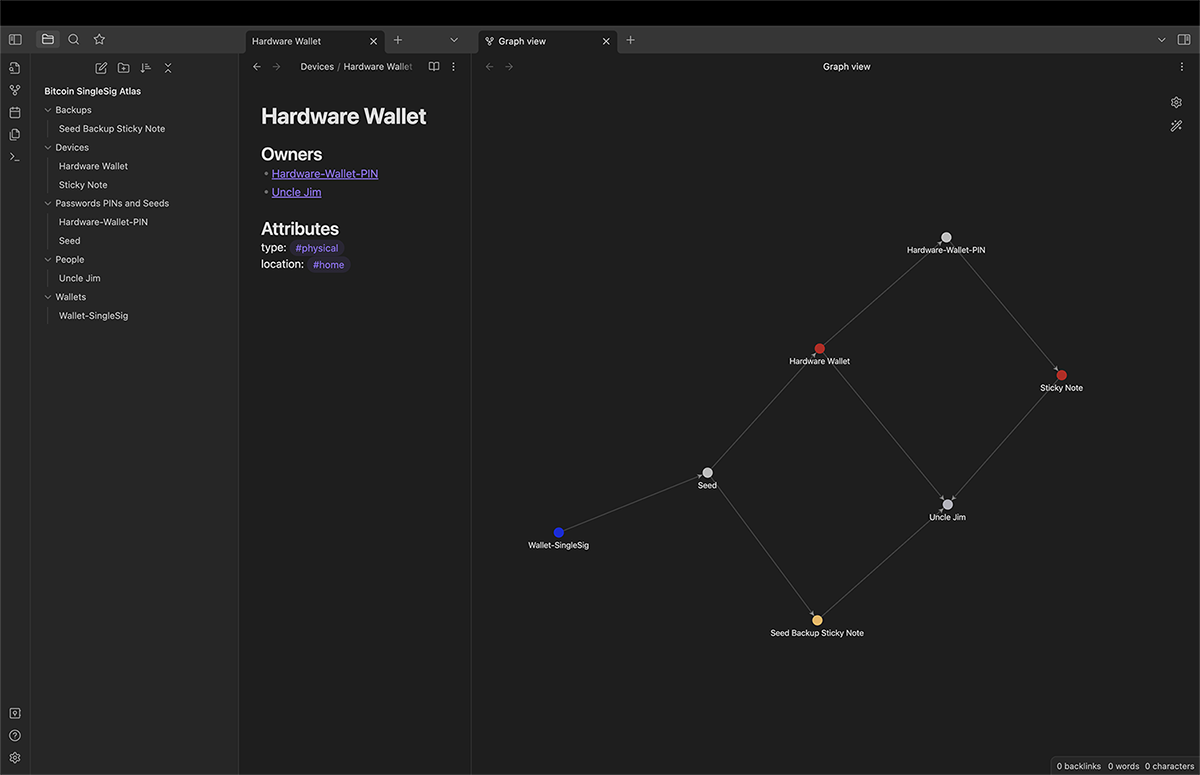 Hardware Wallet
Graph view
Devices / Hardware Wallet
Graph view
Bitcoin SingleSig Atlas
Backups
Seed Backup Sticky Note
Devices
Hardware Wallet
Sticky Note
Passwords PINs and Seeds
Hardware-Wallet-PIN
Seed
People
Uncle Jim
Wallets
Wallet-SingleSig
Hardware Wallet
Owners
• Hardware-Wallet-PIN
• Uncle Jim
Attributes
type: #physical
location: #home
Hardware-Wallet-PIN
Hardware Wallet
Sticky Note
Seed
Uncle Jim
Wallet-SingleSig
Seed Backup Sticky Note
0 backlinks 0 words 0 characters